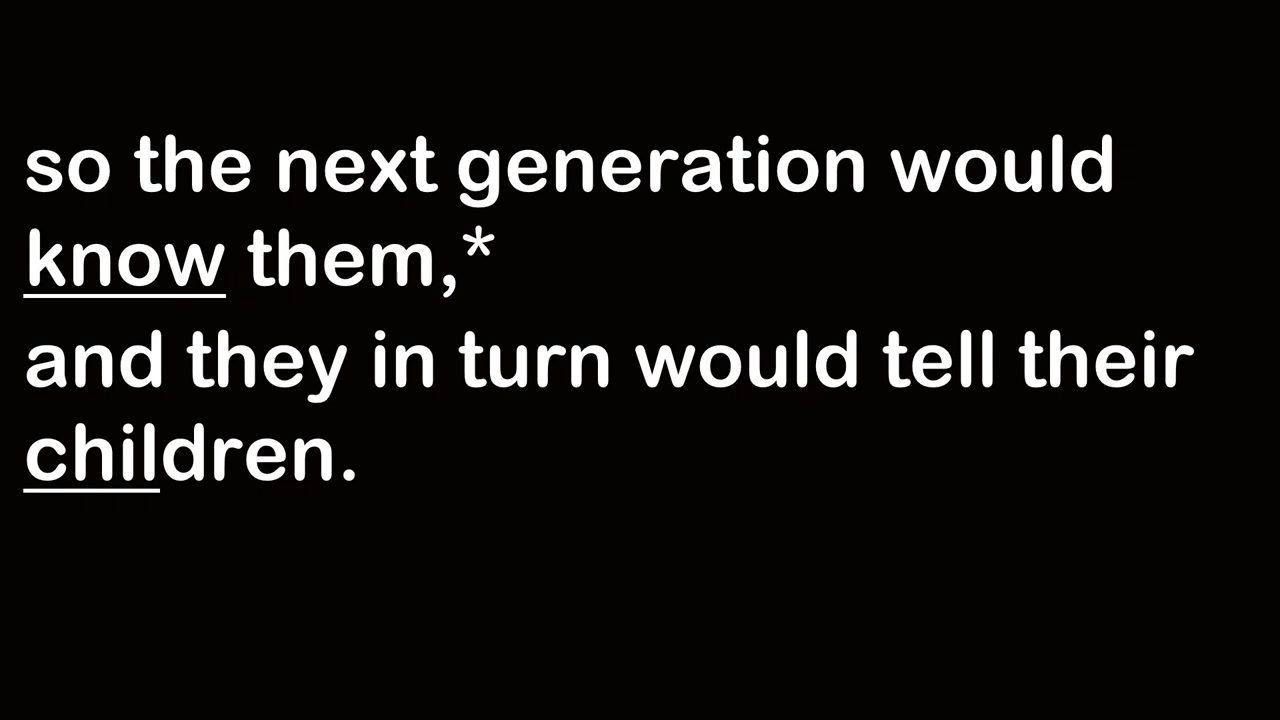 so the next generation would
know them,*
and they in turn would tell their
children.